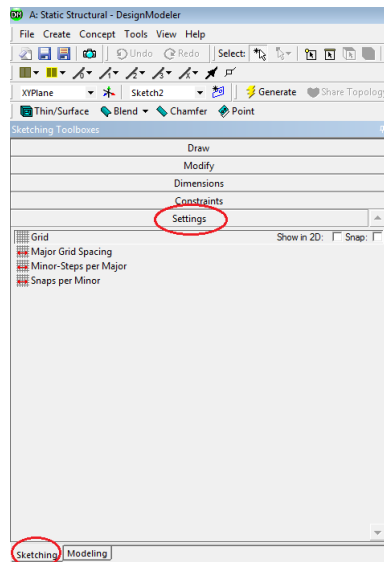 A: Static Structural - DesignModeler
File Create Concept Tools View Help
Undo Redo Select:
XYPlane Sketch2 Generate Share Topology
Thin/Surface Blend Chamfer Point
Sketching Toolboxes
Draw
Modify
Dimensions
Constraints
Settings
Grid Show in 2D: Snap:
Major Grid Spacing
Minor-Steps per Major
Snaps per Minor
Sketching Modeling